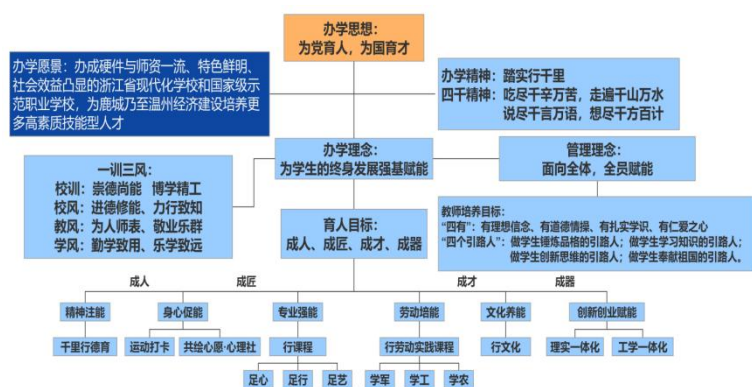 办学思想：
为党育人，为国育才
办学愿景：办成硬件与师资一流、特色鲜明、
社会效益凸显的浙江省现代化学校和国家级示
范职业学校，为鹿城乃至温州经济建设培养更
多高素质技能型人才
办学精神：踏实行千里
四千精神：吃尽千辛万苦，走遍千山万水
说尽千言万语，想尽千方百计
办学理念：
为学生的终身发展强基赋能
管理理念：
面向全体，全员赋能
一训三风：
校训：崇德尚能 博学精工
校风：进德修能、力行致知
教风：为人师表、敬业乐群
学风：勤学致用、乐学致远
育人目标：
成人、成匠、成才、成器
教师培养目标：
“四有”：有理想信念、有道德情操、有扎实学识、有仁爱之心
“四个引路人”：做学生锤炼品格的引路人；做学生学习知识的引路人；
做学生创新思维的引路人；做学生奉献祖国的引路人。
成人 成匠 成才 成器
精神注能 身心促能 专业强能 劳动培能 文化养能 创新创业赋能
千里行德育 运动打卡 共绘心愿·心理社 行课程 行劳动实践课程 行文化 理实一体化 工学一体化
足心 足行 足艺 学军 学工 学农